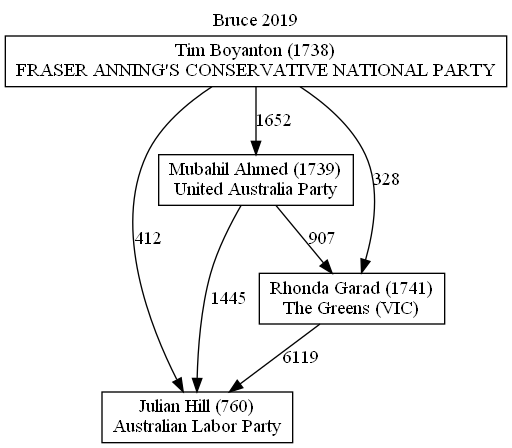 Bruce 2019
Tim Boyanton (1738)
FRASER ANNING'S CONSERVATIVE NATIONAL PARTY
1652
Mubahil Ahmed (1739)
United Australia Party
328
412
907
Rhonda Garad (1741)
The Greens (VIC)
1445
6119
Julian Hill (760)
Australian Labor Party